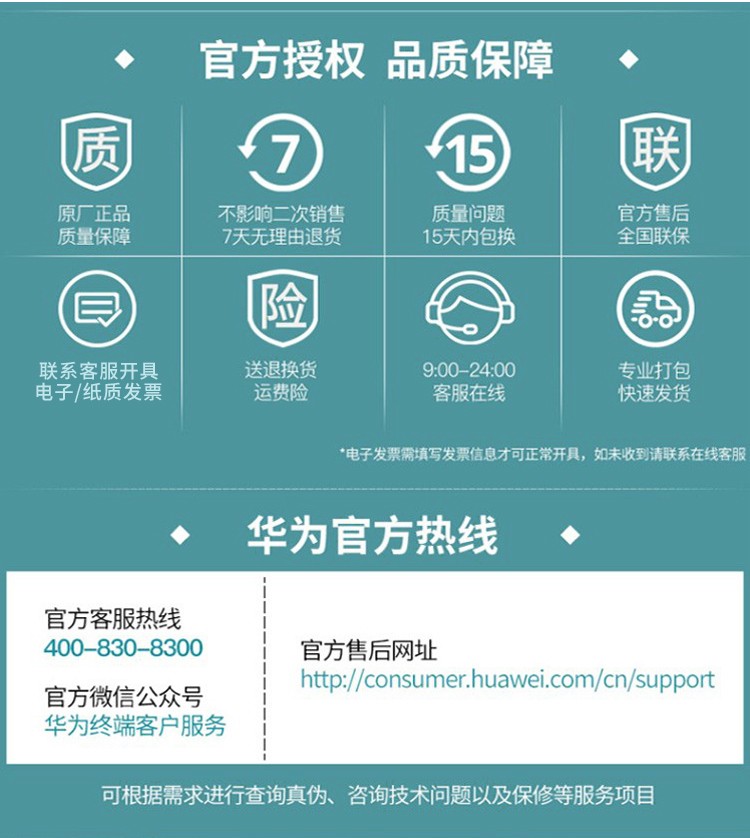 官方授权 品质保障
质
7
15
联
原厂正品
质量保障
不影响二次销售
7天无理由退货
质量问题
15天内包换
官方售后
全国联保
险
联系客服开具
电子/纸质发票
送退换货
运费险
9:00-24:00
客服在线
专业打包
快速发货
*电子发票需填写发票信息才可正常开具，如未收到请联系在线客服
华为官方热线
官方客服热线
400-830-8300
官方微信公众号
华为终端客户服务
官方售后网址
http://consumer.huawei.com/cn/support
可根据需求进行查询真伪、咨询技术问题以及保修等服务项目